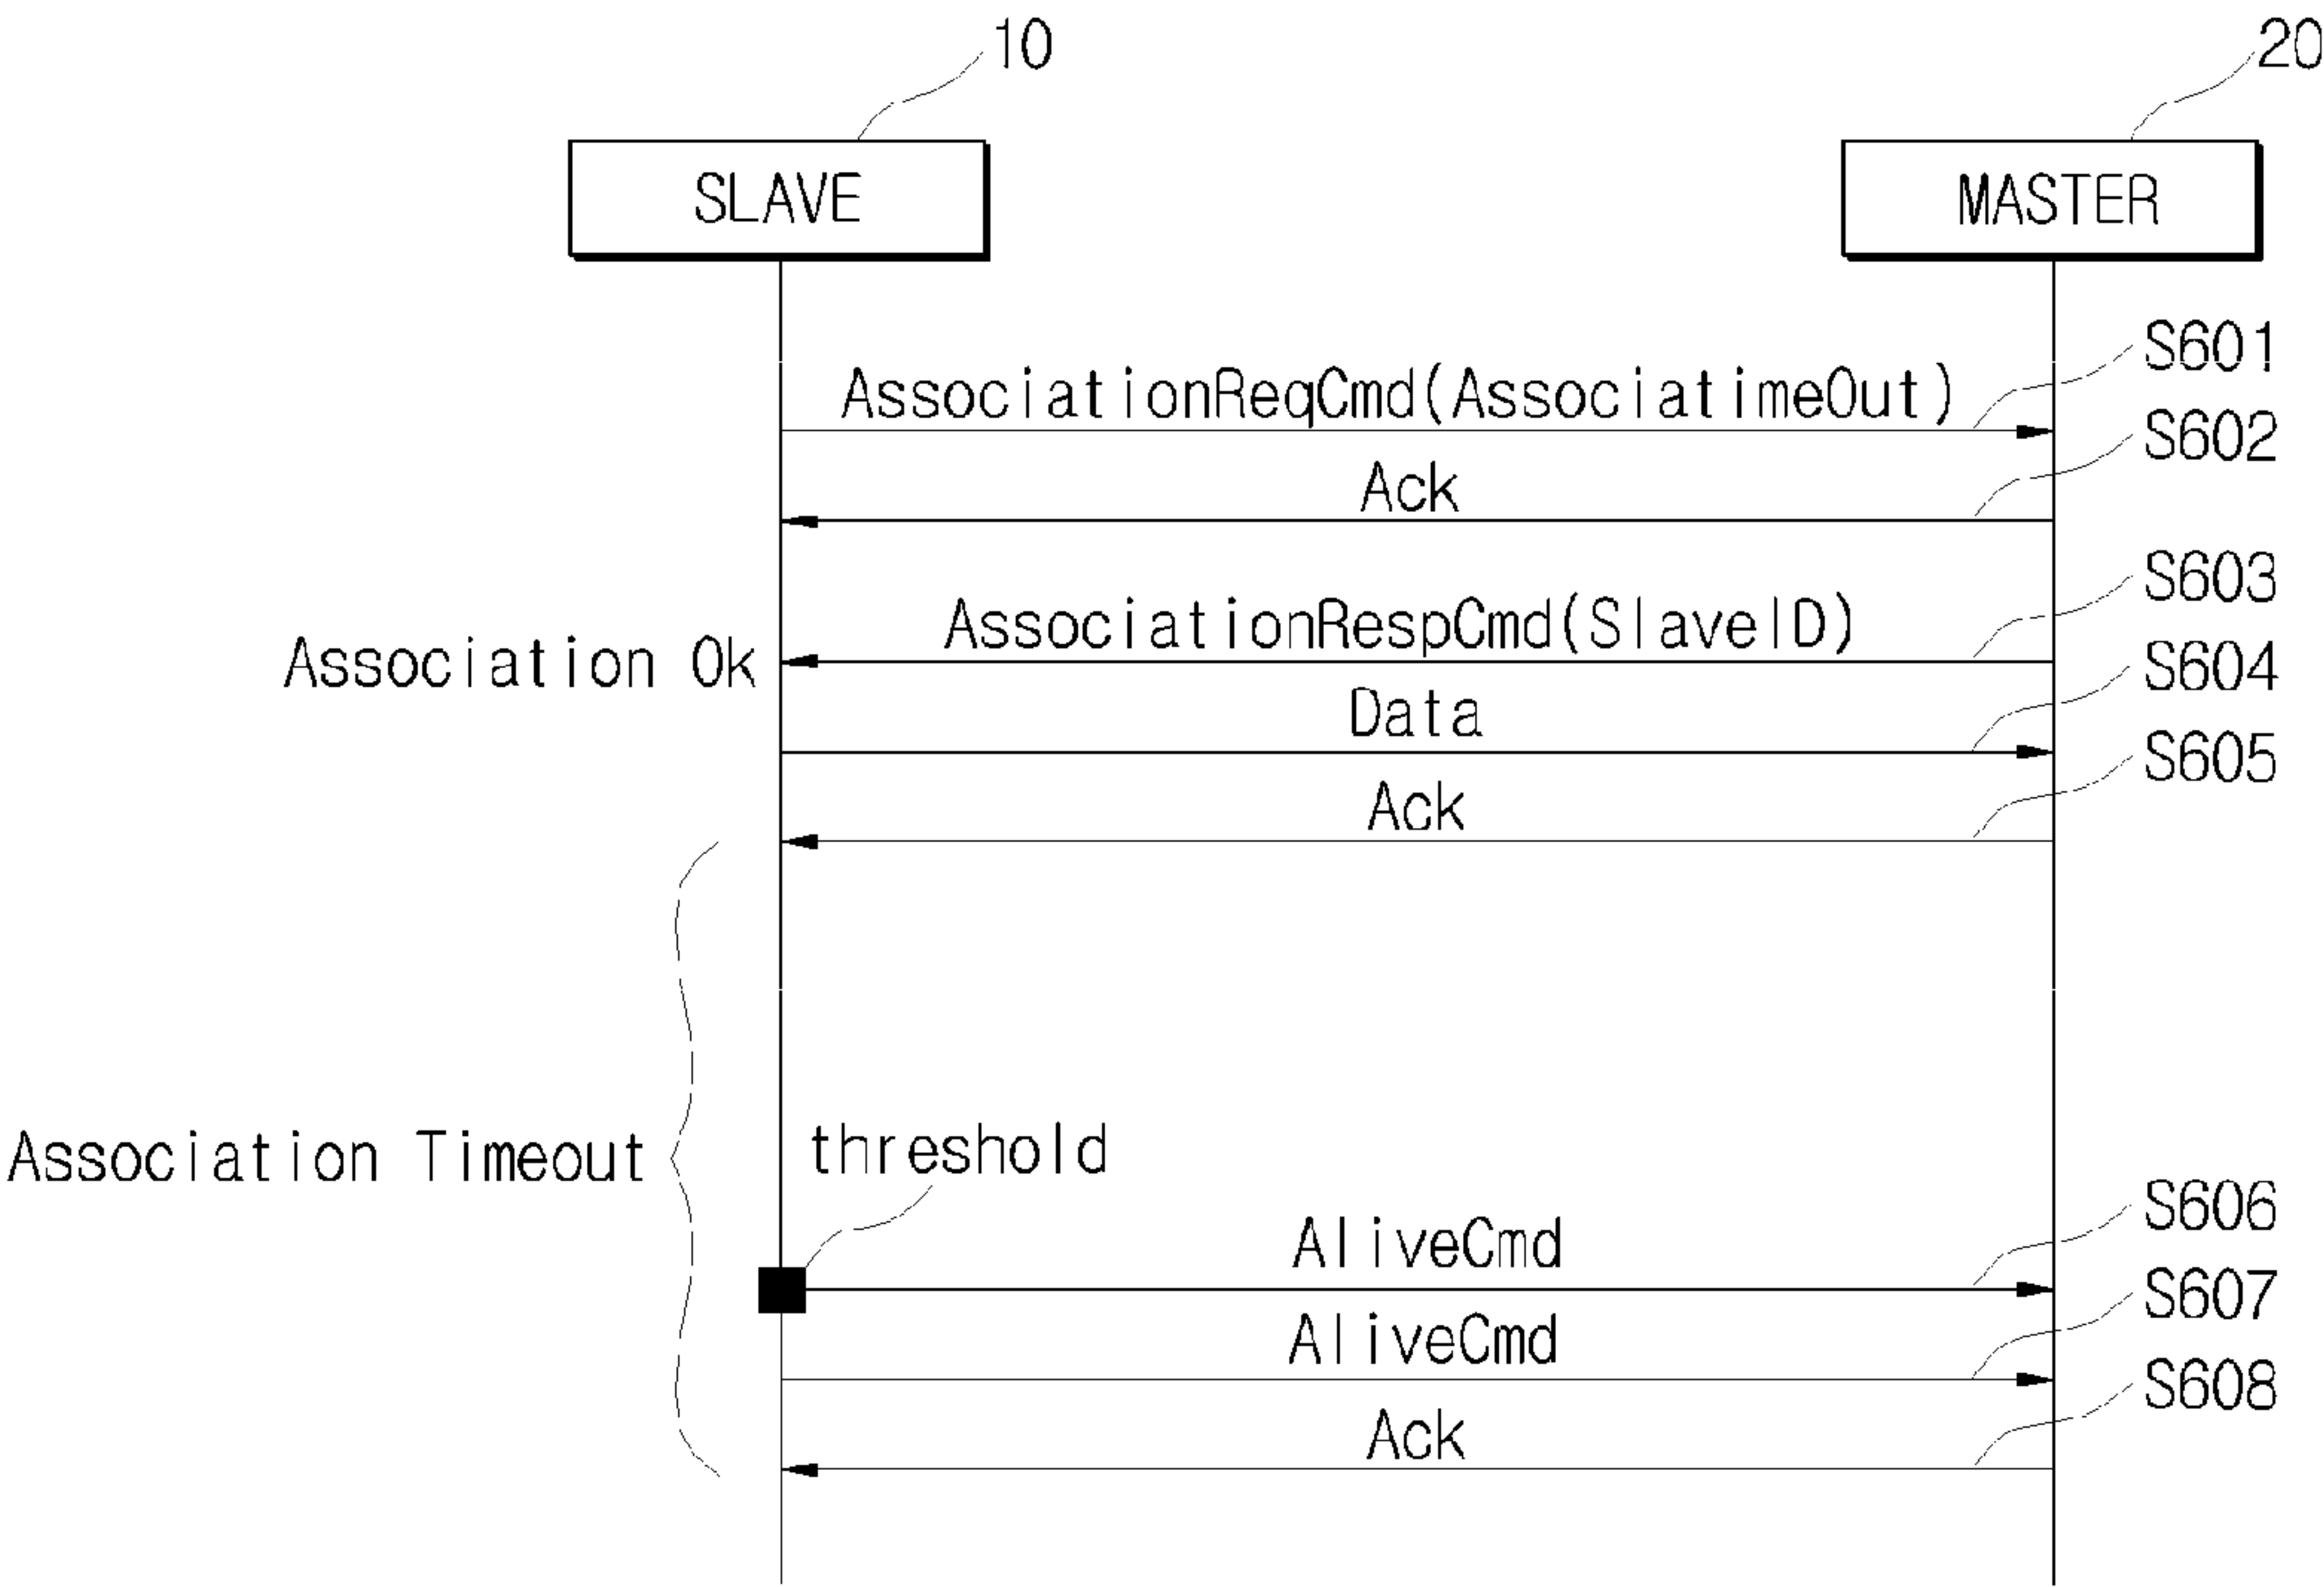 10
20
SLAVE
MASTER
S601
AssociationReqCmd(AssociatimeOut)
S602
Ack
S603
AssociationRespCmd(SlaveID)
Association Ok
S604
Data
S605
Ack
Association Timeout
threshold
S606
AliveCmd
S607
AliveCmd
S608
Ack